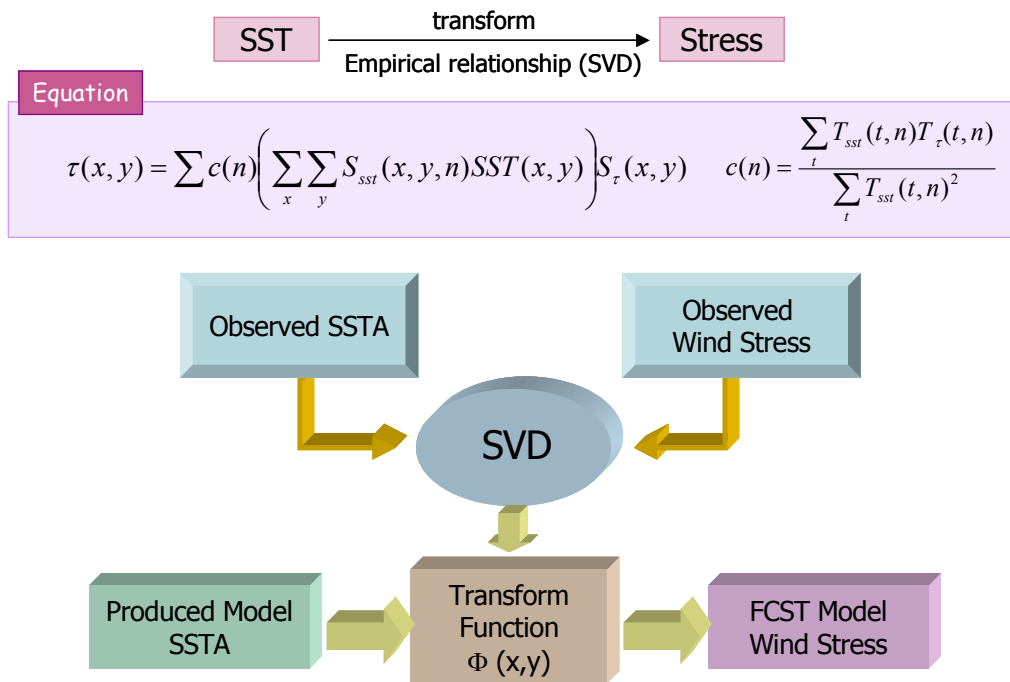 SST transform Stress
Empirical relationship (SVD)
Equation
τ(x, y) = ∑ c(n)( ∑_x ∑_y S_sst(x, y, n)SST(x, y) )S_τ(x, y)   c(n) = ∑_t T_sst(t, n)T_τ(t, n) / ∑_t T_sst(t, n)²
Observed SSTA
Observed
Wind Stress
SVD
Produced Model
SSTA
Transform
Function
Φ (x,y)
FCST Model
Wind Stress